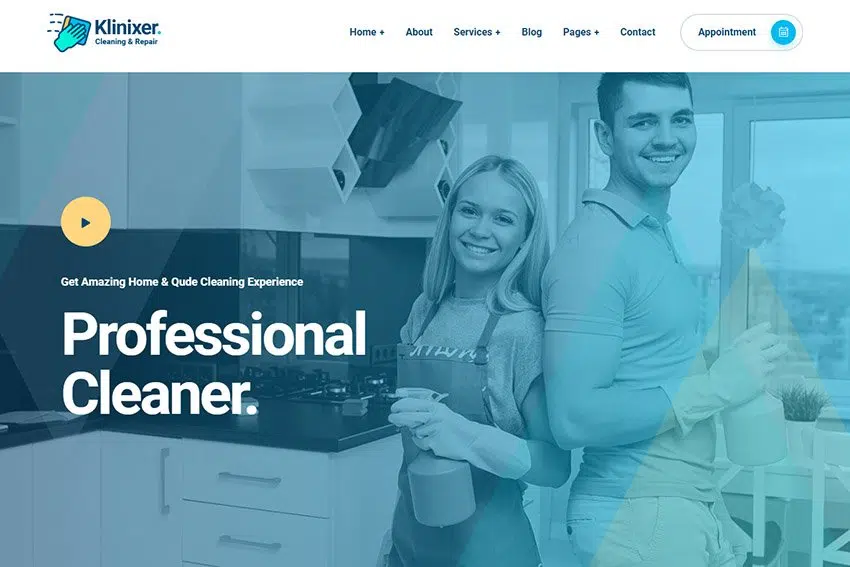 Klinixer.
Cleaning & Repair
Home +
About
Services +
Blog
Pages +
Contact
Appointment
Get Amazing Home & Qude Cleaning Experience
Professional
Cleaner.